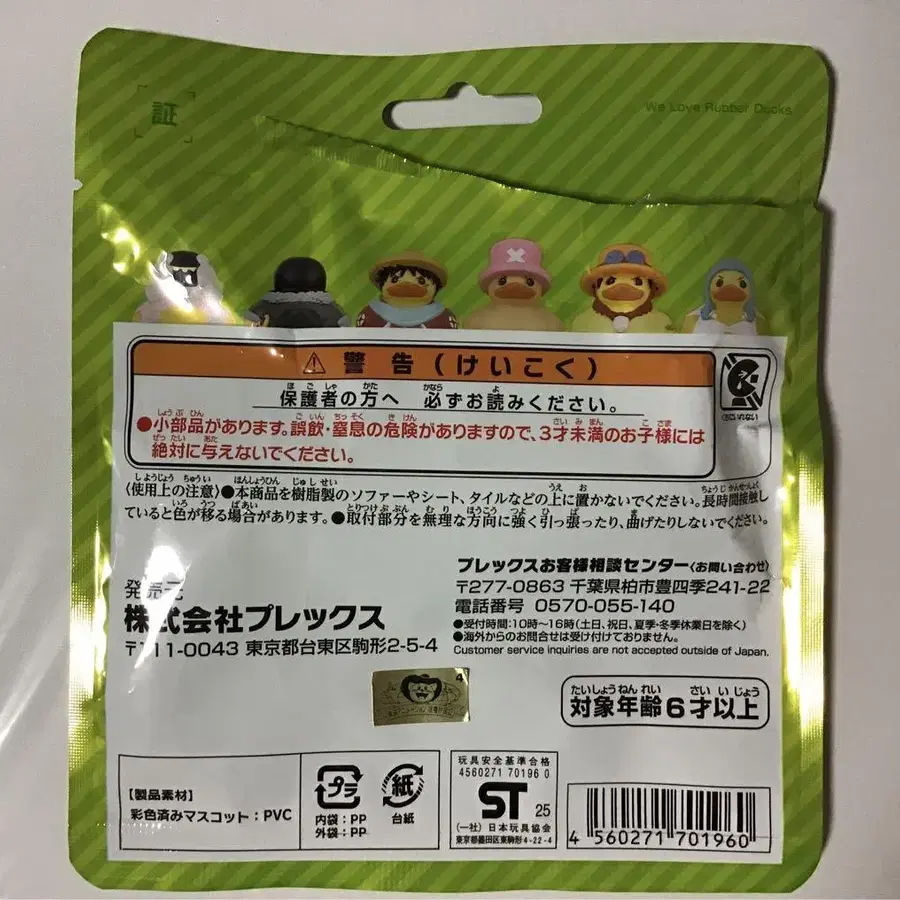 証
We Love Rubber Ducks
⚠警告(けいこく)
保護者の方へ 必ずお読みください。
●小部品があります。誤飲・窒息の危険がありますので、3才未満のお子様には
絶対に与えないでください。
〈使用上の注意〉●本商品を樹脂製のソファーやシート、タイルなどの上に置かないでください。長時間接触し
ていると色が移る場合があります。●取付部分を無理な方向に強く引っ張ったり、曲げたりしないでください。
発売元
株式会社プレックス
〒111-0043 東京都台東区駒形2-5-4
プレックスお客様相談センター〈お問い合わせ〉
〒277-0863 千葉県柏市豊四季241-22
電話番号 0570-055-140
●受付時間:10時〜16時(土日、祝日、夏季・冬季休業日を除く)
●海外からのお問合せは受け付けておりません。
Customer service inquiries are not accepted outside of Japan.
対象年齢6才以上
【製品素材】
彩色済みマスコット:PVC
プラ
内袋:PP
外袋:PP
紙
台紙
玩具安全基準合格
4560271 70196 0
ST 25
(一社)日本玩具協会
東京都墨田区東駒形4-22-4
4 560271 701960